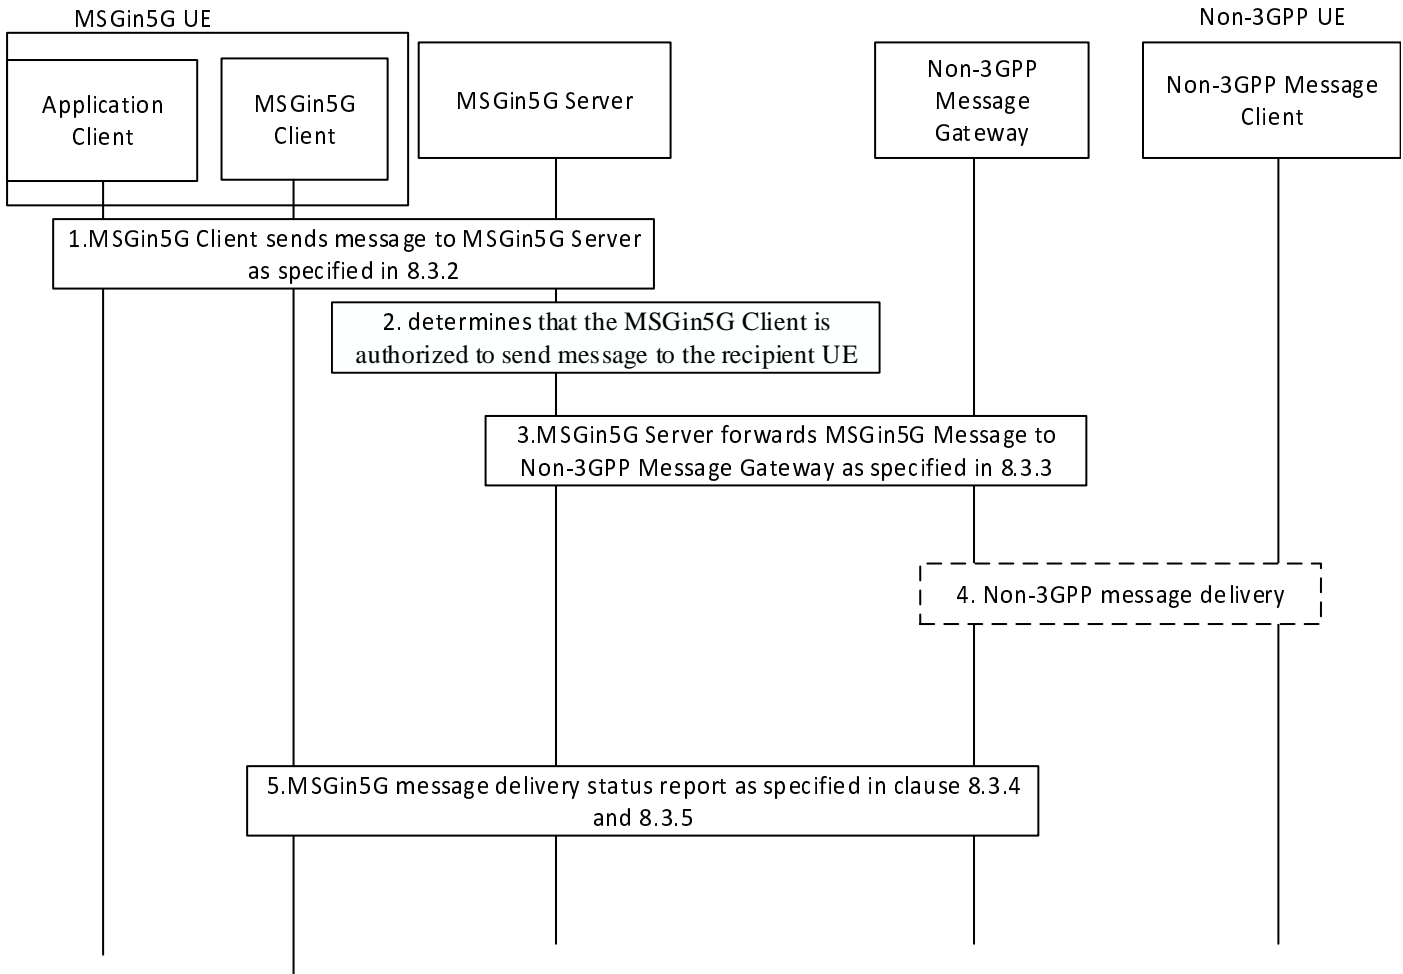 MSGin5G UE
Non-3GPP UE
Application
Client
MSGin5G
Client
MSGin5G Server
Non-3GPP
Message
Gateway
Non-3GPP Message
Client
1.MSGin5G Client sends message to MSGin5G Server
as specified in 8.3.2
2. determines that the MSGin5G Client is
authorized to send message to the recipient UE
3.MSGin5G Server forwards MSGin5G Message to
Non-3GPP Message Gateway as specified in 8.3.3
4. Non-3GPP message delivery
5.MSGin5G message delivery status report as specified in clause 8.3.4
and 8.3.5